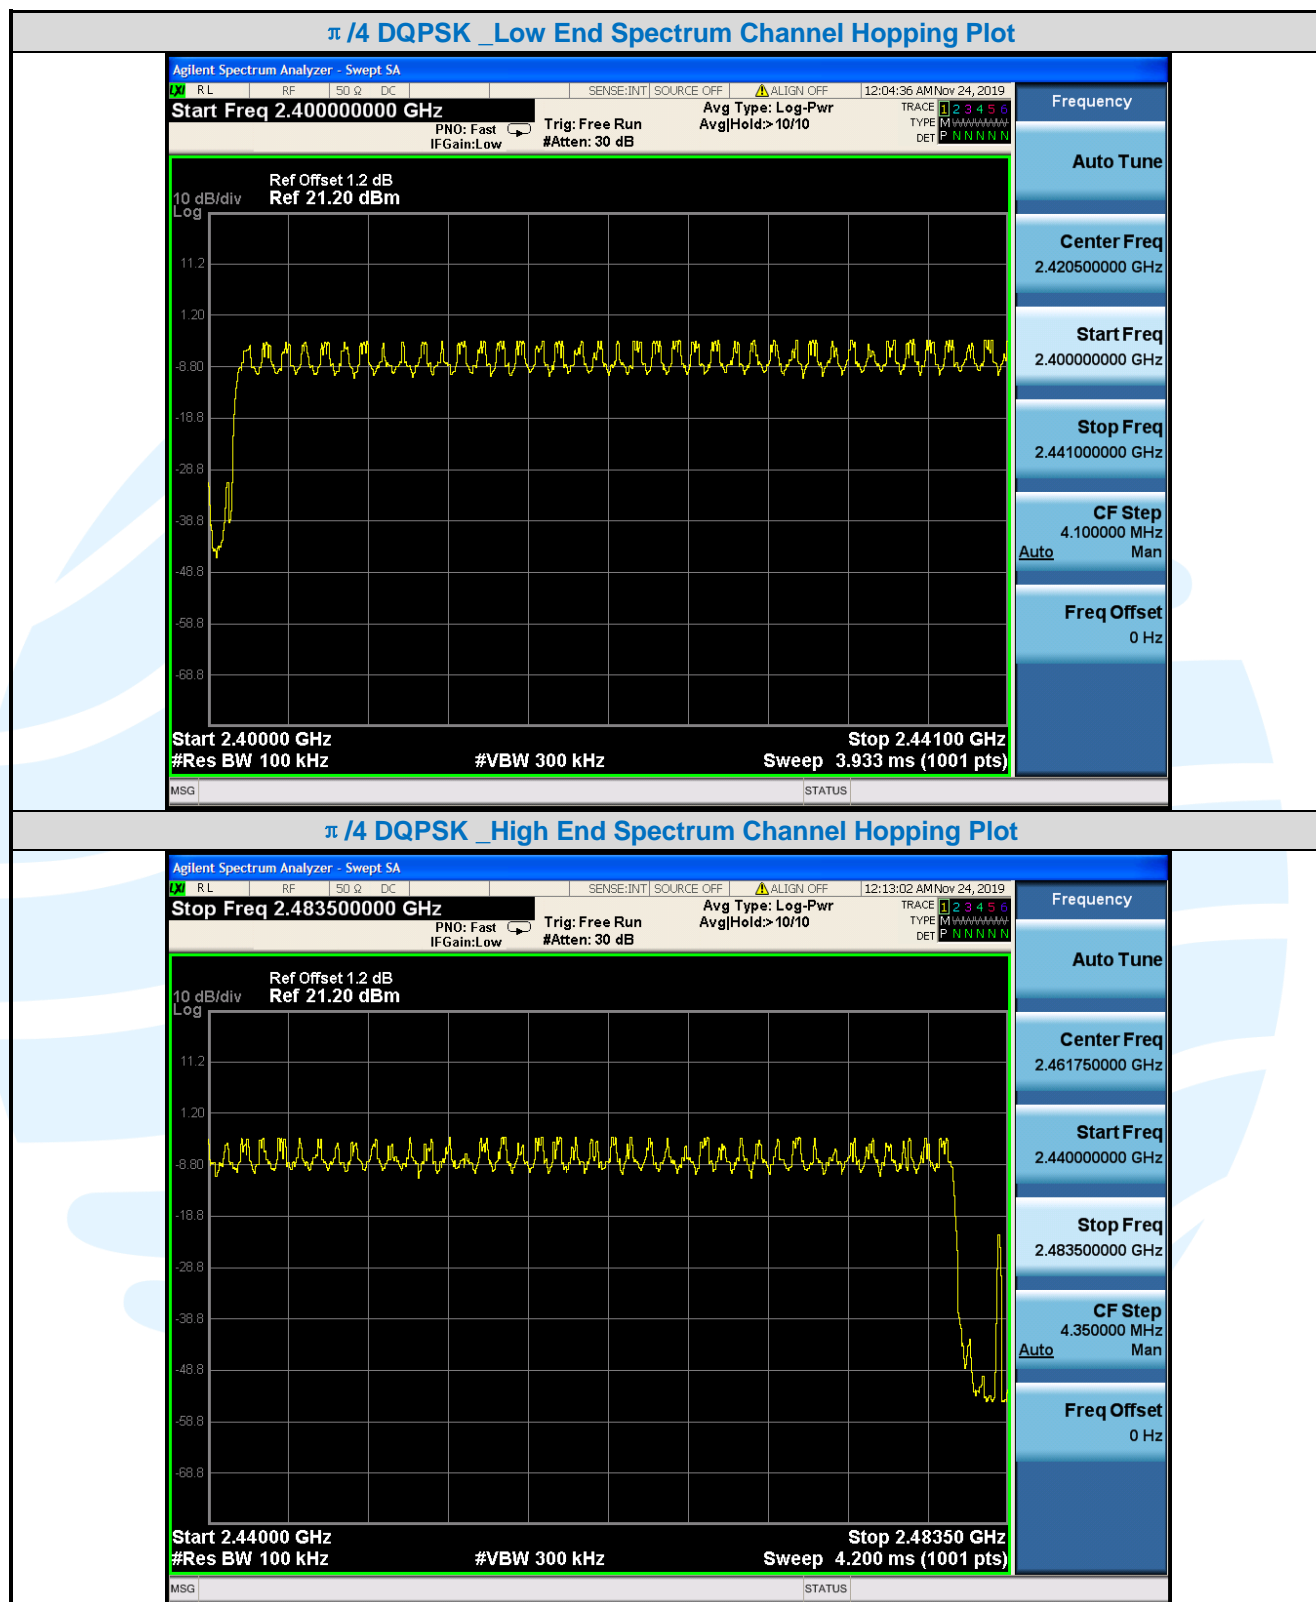 π/4 DQPSK _Low End Spectrum Channel Hopping Plot
Agilent Spectrum Analyzer - Swept SA
LXI RL RF 50 Ω DC SENSE:INT SOURCE OFF ALIGN OFF 12:04:36 AM Nov 24, 2019
Start Freq 2.400000000 GHz
PNO: Fast
IFGain:Low
Trig: Free Run
#Atten: 30 dB
Avg Type: Log-Pwr
Avg|Hold:>10/10
TRACE 1 2 3 4 5 6
TYPE M
DET P N N N N N
Ref Offset 1.2 dB
10 dB/div Ref 21.20 dBm
Log
11.2
1.20
-8.80
-18.8
-28.8
-38.8
-48.8
-58.8
-68.8
Start 2.40000 GHz Stop 2.44100 GHz
#Res BW 100 kHz #VBW 300 kHz Sweep 3.933 ms (1001 pts)
MSG STATUS
Frequency
Auto Tune
Center Freq
2.420500000 GHz
Start Freq
2.400000000 GHz
Stop Freq
2.441000000 GHz
CF Step
4.100000 MHz
Auto Man
Freq Offset
0 Hz
π/4 DQPSK _High End Spectrum Channel Hopping Plot
Agilent Spectrum Analyzer - Swept SA
LXI RL RF 50 Ω DC SENSE:INT SOURCE OFF ALIGN OFF 12:13:02 AM Nov 24, 2019
Stop Freq 2.483500000 GHz
PNO: Fast
IFGain:Low
Trig: Free Run
#Atten: 30 dB
Avg Type: Log-Pwr
Avg|Hold:>10/10
TRACE 1 2 3 4 5 6
TYPE M
DET P N N N N N
Ref Offset 1.2 dB
10 dB/div Ref 21.20 dBm
Log
11.2
1.20
-8.80
-18.8
-28.8
-38.8
-48.8
-58.8
-68.8
Start 2.44000 GHz Stop 2.48350 GHz
#Res BW 100 kHz #VBW 300 kHz Sweep 4.200 ms (1001 pts)
MSG STATUS
Frequency
Auto Tune
Center Freq
2.461750000 GHz
Start Freq
2.440000000 GHz
Stop Freq
2.483500000 GHz
CF Step
4.350000 MHz
Auto Man
Freq Offset
0 Hz